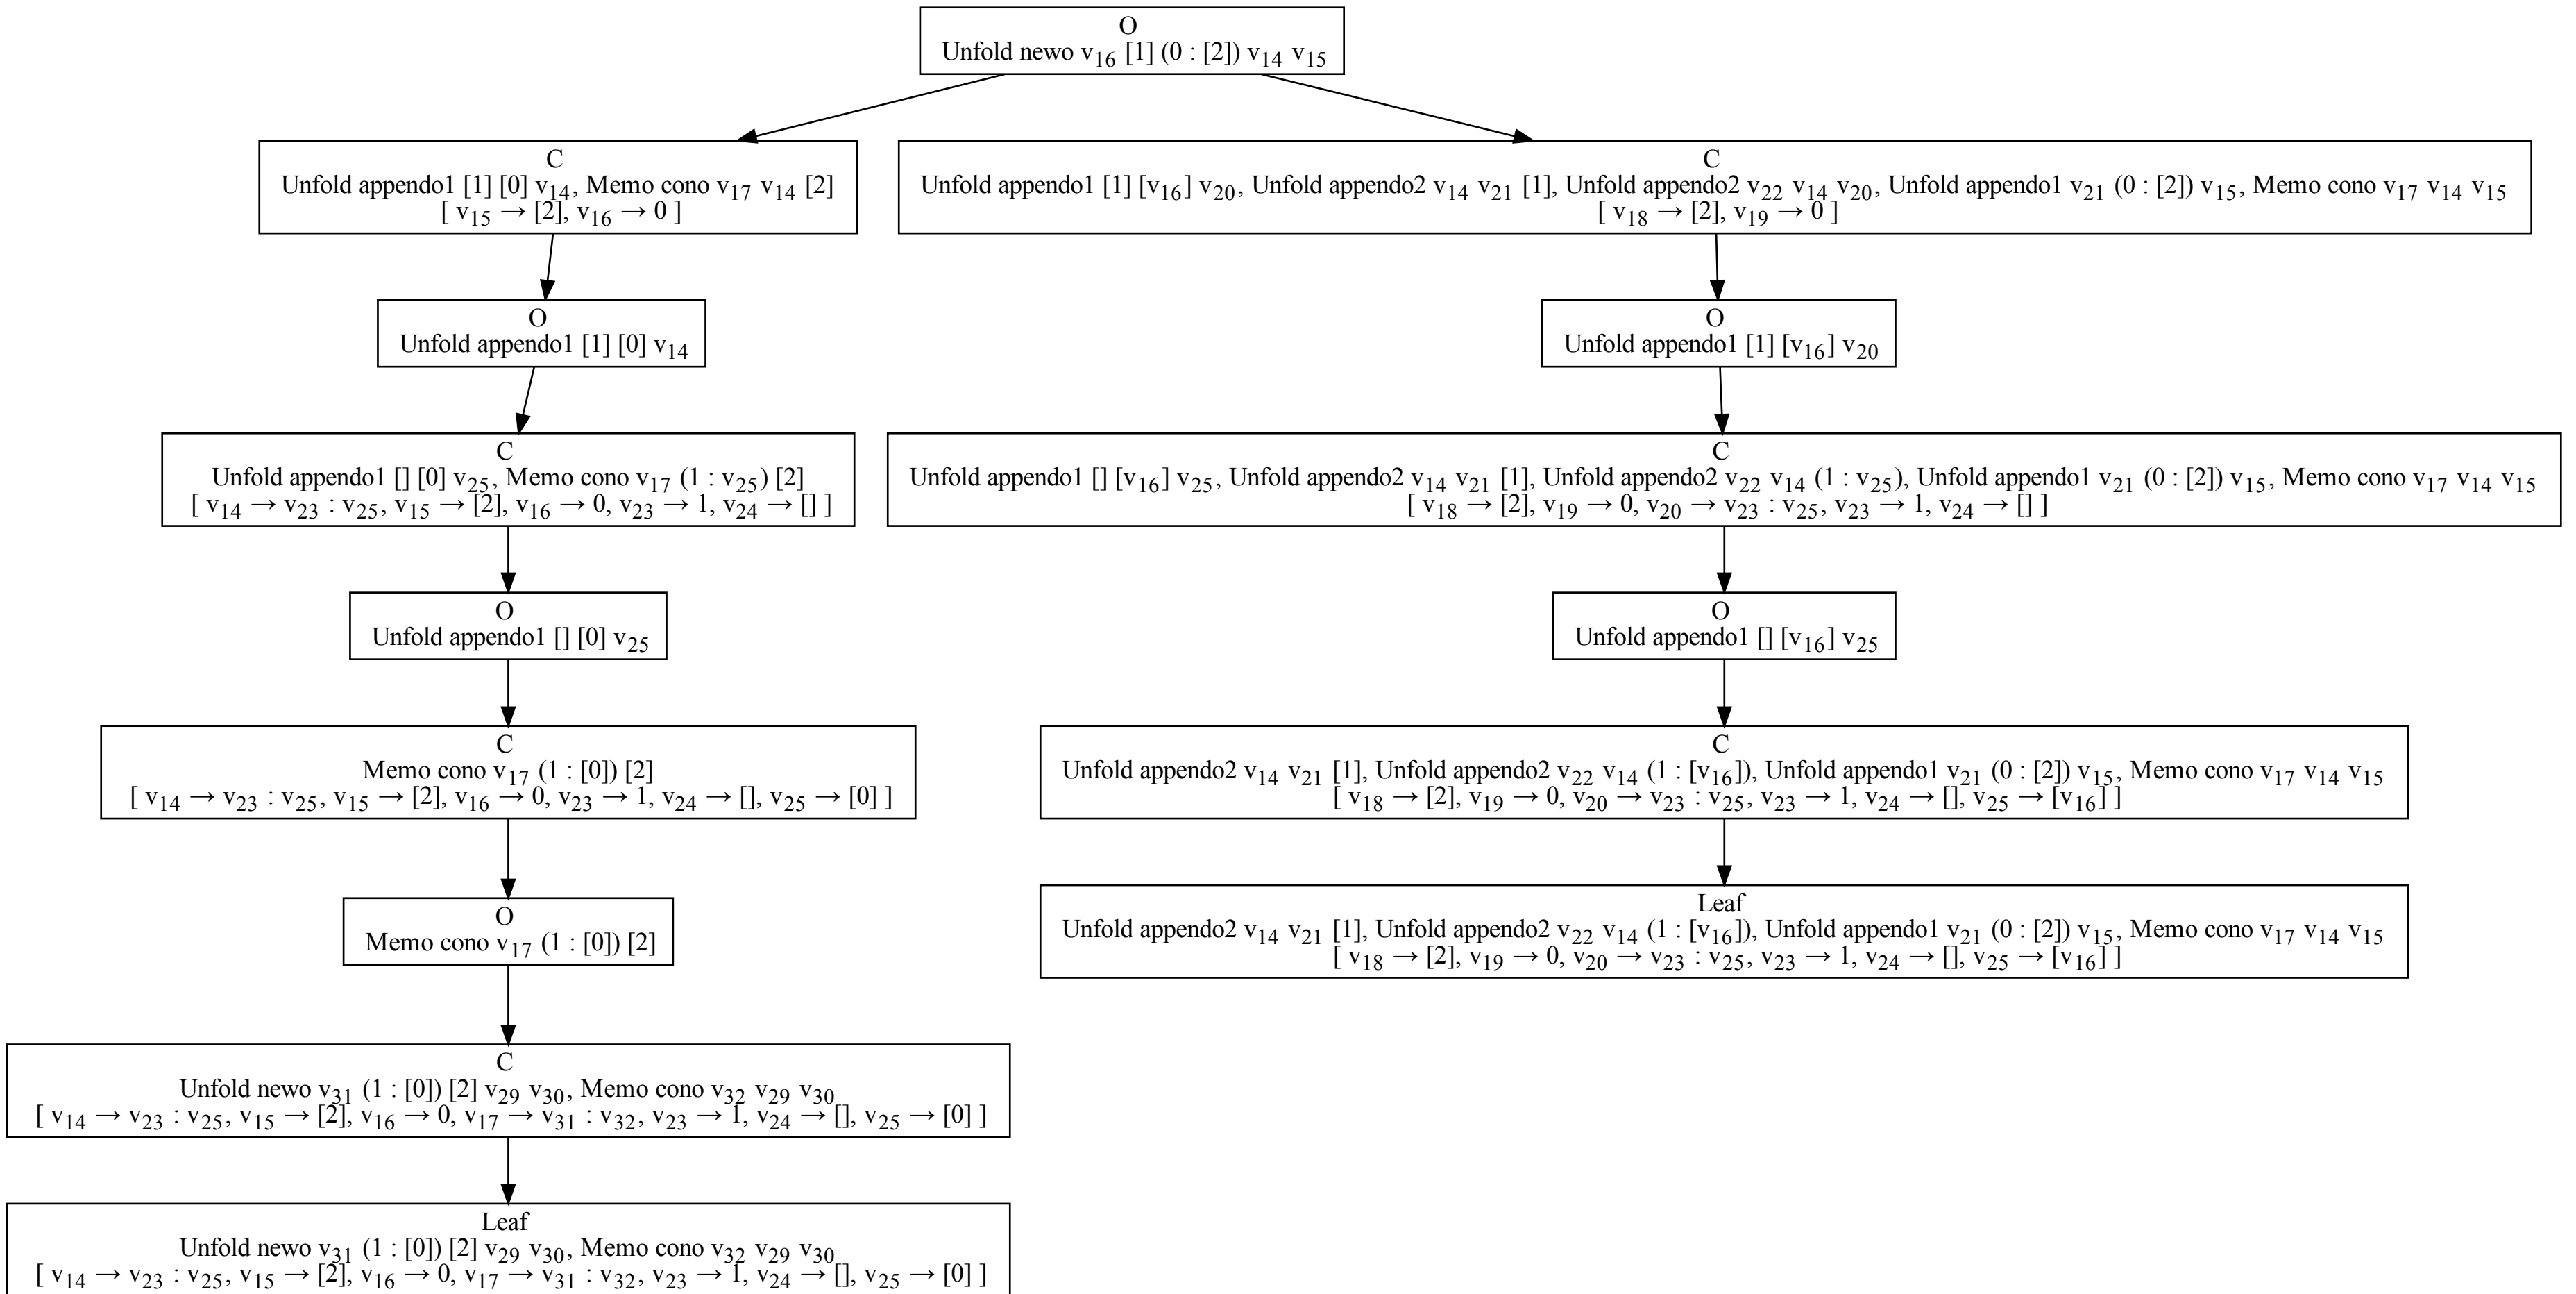 O
Unfold newo v₁₆ [1] (0 : [2]) v₁₄ v₁₅
C
Unfold appendo1 [1] [0] v₁₄, Memo cono v₁₇ v₁₄ [2]
[ v₁₅ → [2], v₁₆ → 0 ]
C
Unfold appendo1 [1] [v₁₆] v₂₀, Unfold appendo2 v₁₄ v₂₁ [1], Unfold appendo2 v₂₂ v₁₄ v₂₀, Unfold appendo1 v₂₁ (0 : [2]) v₁₅, Memo cono v₁₇ v₁₄ v₁₅
[ v₁₈ → [2], v₁₉ → 0 ]
O
Unfold appendo1 [1] [0] v₁₄
O
Unfold appendo1 [1] [v₁₆] v₂₀
C
Unfold appendo1 [] [0] v₂₅, Memo cono v₁₇ (1 : v₂₅) [2]
[ v₁₄ → v₂₃ : v₂₅, v₁₅ → [2], v₁₆ → 0, v₂₃ → 1, v₂₄ → [] ]
C
Unfold appendo1 [] [v₁₆] v₂₅, Unfold appendo2 v₁₄ v₂₁ [1], Unfold appendo2 v₂₂ v₁₄ (1 : v₂₅), Unfold appendo1 v₂₁ (0 : [2]) v₁₅, Memo cono v₁₇ v₁₄ v₁₅
[ v₁₈ → [2], v₁₉ → 0, v₂₀ → v₂₃ : v₂₅, v₂₃ → 1, v₂₄ → [] ]
O
Unfold appendo1 [] [0] v₂₅
O
Unfold appendo1 [] [v₁₆] v₂₅
C
Memo cono v₁₇ (1 : [0]) [2]
[ v₁₄ → v₂₃ : v₂₅, v₁₅ → [2], v₁₆ → 0, v₂₃ → 1, v₂₄ → [], v₂₅ → [0] ]
C
Unfold appendo2 v₁₄ v₂₁ [1], Unfold appendo2 v₂₂ v₁₄ (1 : [v₁₆]), Unfold appendo1 v₂₁ (0 : [2]) v₁₅, Memo cono v₁₇ v₁₄ v₁₅
[ v₁₈ → [2], v₁₉ → 0, v₂₀ → v₂₃ : v₂₅, v₂₃ → 1, v₂₄ → [], v₂₅ → [v₁₆] ]
O
Memo cono v₁₇ (1 : [0]) [2]
Leaf
Unfold appendo2 v₁₄ v₂₁ [1], Unfold appendo2 v₂₂ v₁₄ (1 : [v₁₆]), Unfold appendo1 v₂₁ (0 : [2]) v₁₅, Memo cono v₁₇ v₁₄ v₁₅
[ v₁₈ → [2], v₁₉ → 0, v₂₀ → v₂₃ : v₂₅, v₂₃ → 1, v₂₄ → [], v₂₅ → [v₁₆] ]
C
Unfold newo v₃₁ (1 : [0]) [2] v₂₉ v₃₀, Memo cono v₃₂ v₂₉ v₃₀
[ v₁₄ → v₂₃ : v₂₅, v₁₅ → [2], v₁₆ → 0, v₁₇ → v₃₁ : v₃₂, v₂₃ → 1, v₂₄ → [], v₂₅ → [0] ]
Leaf
Unfold newo v₃₁ (1 : [0]) [2] v₂₉ v₃₀, Memo cono v₃₂ v₂₉ v₃₀
[ v₁₄ → v₂₃ : v₂₅, v₁₅ → [2], v₁₆ → 0, v₁₇ → v₃₁ : v₃₂, v₂₃ → 1, v₂₄ → [], v₂₅ → [0] ]